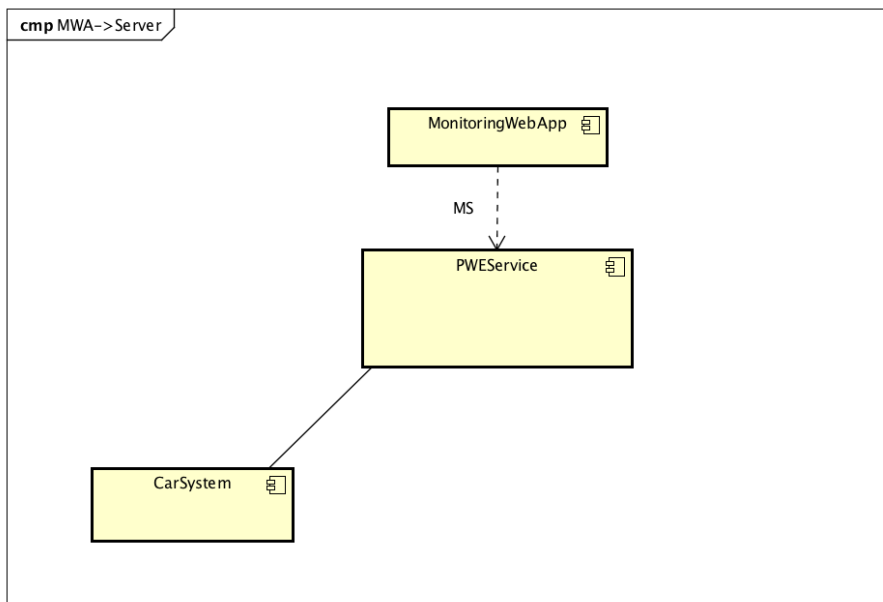 cmp MWA->Server
MonitoringWebApp
MS
PWEService
CarSystem